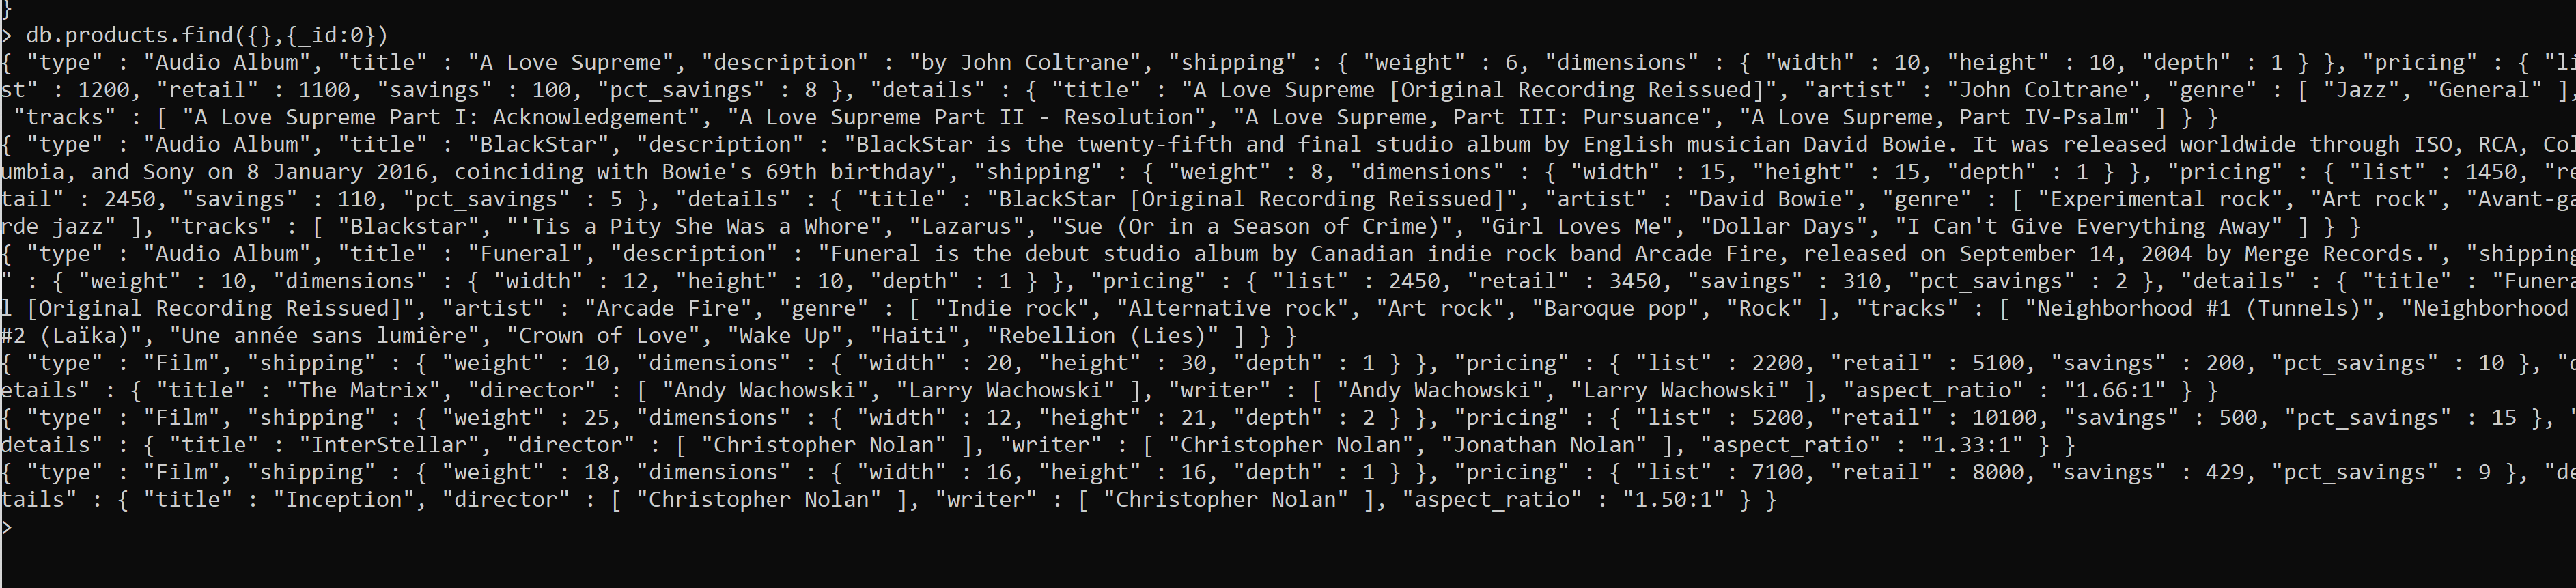 }
> db.products.find({},{_id:0})
{ "type" : "Audio Album", "title" : "A Love Supreme", "description" : "by John Coltrane", "shipping" : { "weight" : 6, "dimensions" : { "width" : 10, "height" : 10, "depth" : 1 } }, "pricing" : { "li
st" : 1200, "retail" : 1100, "savings" : 100, "pct_savings" : 8 }, "details" : { "title" : "A Love Supreme [Original Recording Reissued]", "artist" : "John Coltrane", "genre" : [ "Jazz", "General" ],
"tracks" : [ "A Love Supreme Part I: Acknowledgement", "A Love Supreme Part II - Resolution", "A Love Supreme, Part III: Pursuance", "A Love Supreme, Part IV-Psalm" ] } }
{ "type" : "Audio Album", "title" : "BlackStar", "description" : "BlackStar is the twenty-fifth and final studio album by English musician David Bowie. It was released worldwide through ISO, RCA, Col
umbia, and Sony on 8 January 2016, coinciding with Bowie's 69th birthday", "shipping" : { "weight" : 8, "dimensions" : { "width" : 15, "height" : 15, "depth" : 1 } }, "pricing" : { "list" : 1450, "re
tail" : 2450, "savings" : 110, "pct_savings" : 5 }, "details" : { "title" : "BlackStar [Original Recording Reissued]", "artist" : "David Bowie", "genre" : [ "Experimental rock", "Art rock", "Avant-ga
rde jazz" ], "tracks" : [ "Blackstar", "'Tis a Pity She Was a Whore", "Lazarus", "Sue (Or in a Season of Crime)", "Girl Loves Me", "Dollar Days", "I Can't Give Everything Away" ] } }
{ "type" : "Audio Album", "title" : "Funeral", "description" : "Funeral is the debut studio album by Canadian indie rock band Arcade Fire, released on September 14, 2004 by Merge Records.", "shipping
" : { "weight" : 10, "dimensions" : { "width" : 12, "height" : 10, "depth" : 1 } }, "pricing" : { "list" : 2450, "retail" : 3450, "savings" : 310, "pct_savings" : 2 }, "details" : { "title" : "Funera
l [Original Recording Reissued]", "artist" : "Arcade Fire", "genre" : [ "Indie rock", "Alternative rock", "Art rock", "Baroque pop", "Rock" ], "tracks" : [ "Neighborhood #1 (Tunnels)", "Neighborhood
#2 (Laïka)", "Une année sans lumière", "Crown of Love", "Wake Up", "Haiti", "Rebellion (Lies)" ] } }
{ "type" : "Film", "shipping" : { "weight" : 10, "dimensions" : { "width" : 20, "height" : 30, "depth" : 1 } }, "pricing" : { "list" : 2200, "retail" : 5100, "savings" : 200, "pct_savings" : 10 }, "d
etails" : { "title" : "The Matrix", "director" : [ "Andy Wachowski", "Larry Wachowski" ], "writer" : [ "Andy Wachowski", "Larry Wachowski" ], "aspect_ratio" : "1.66:1" } }
{ "type" : "Film", "shipping" : { "weight" : 25, "dimensions" : { "width" : 12, "height" : 21, "depth" : 2 } }, "pricing" : { "list" : 5200, "retail" : 10100, "savings" : 500, "pct_savings" : 15 }, "
details" : { "title" : "InterStellar", "director" : [ "Christopher Nolan" ], "writer" : [ "Christopher Nolan", "Jonathan Nolan" ], "aspect_ratio" : "1.33:1" } }
{ "type" : "Film", "shipping" : { "weight" : 18, "dimensions" : { "width" : 16, "height" : 16, "depth" : 1 } }, "pricing" : { "list" : 7100, "retail" : 8000, "savings" : 429, "pct_savings" : 9 }, "de
tails" : { "title" : "Inception", "director" : [ "Christopher Nolan" ], "writer" : [ "Christopher Nolan" ], "aspect_ratio" : "1.50:1" } }
>